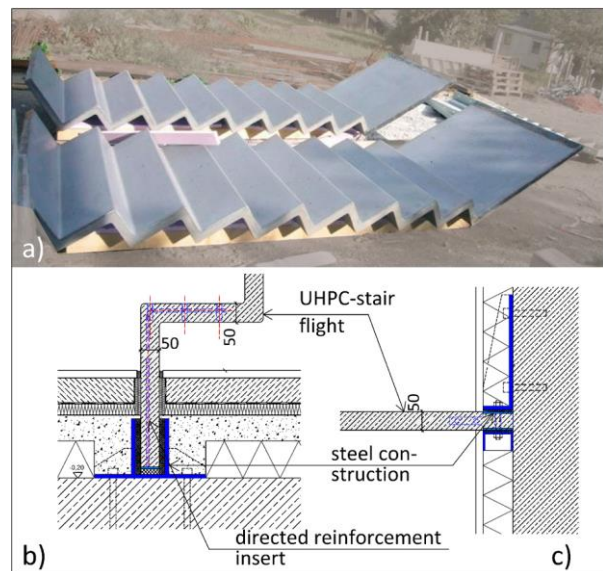 a)
UHPC-stair
flight
50
50
50
-0,20
steel con-
struction
directed reinforcement
insert
b)
c)